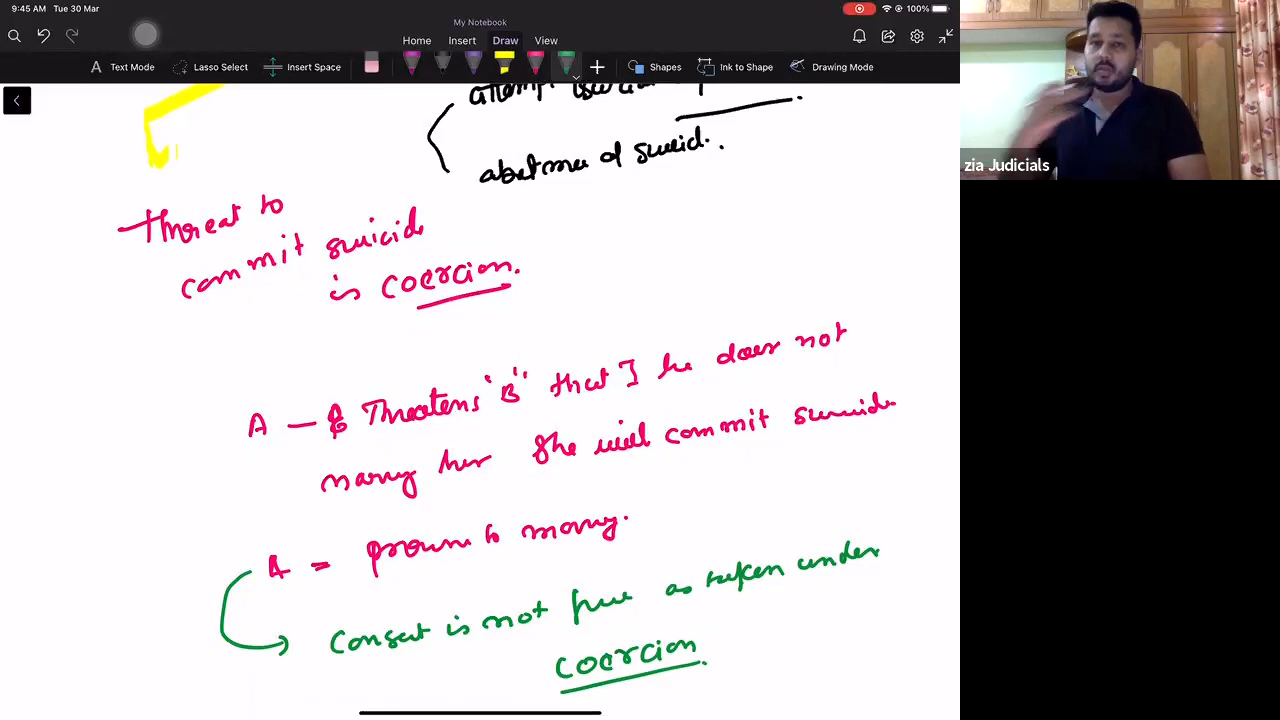 9:45 AM Tue 30 Mar
100%
My Notebook
Home Insert Draw View
Text Mode Lasso Select Insert Space Shapes Ink to Shape Drawing Mode
abetment of suicid.
Threat to
commit suicide
is coercion.
A — Threatens "B" that If he does not
marry her She will commit suicide
A = promise to marry.
Consent is not free as taken under
coercion.
zia Judicials